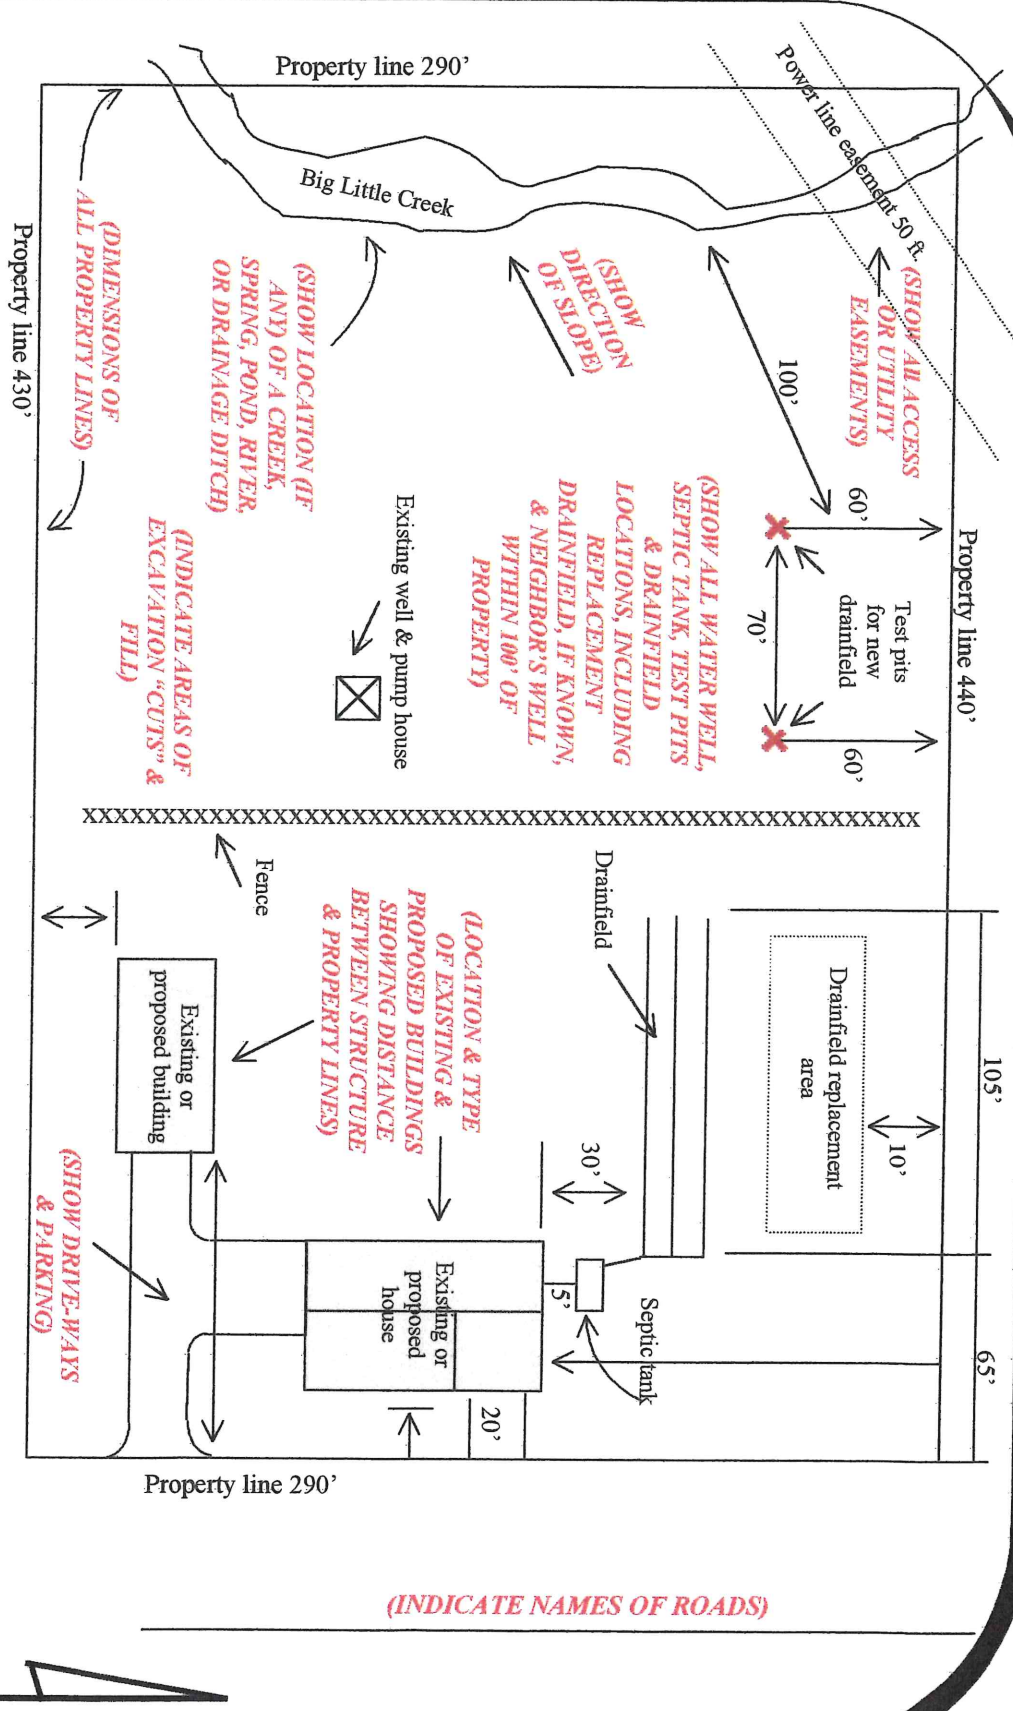 Property line 290’
Power line easement 50 ft.
Big Little Creek
(SHOW All ACCESS
OR UTILITY
EASEMENTS)
(SHOW
DIRECTION
OF SLOPE)
100’
(SHOW LOCATION (IF
ANY) OF A CREEK,
SPRING, POND, RIVER,
OR DRAINAGE DITCH)
(DIMENSIONS OF
ALL PROPERTY LINES)
Property line 430’
Property line 440’
60’
Test pits
for new
drainfield
60’
70’
(SHOW ALL WATER WELL,
SEPTIC TANK, TEST PITS
& DRAINFIELD
LOCATIONS, INCLUDING
REPLACEMENT
DRAINFIELD, IF KNOWN,
& NEIGHBOR’S WELL
WITHIN 100’ OF
PROPERTY)
Existing well & pump house
(INDICATE AREAS OF
EXCAVATION “CUTS” &
FILL)
XXXXXXXXXXXXXXXXXXXXXXXXXXXXXXXXXXXXXXXXXXXXXXXXXXXXXXXXXXXX
Fence
105’
65’
10’
Drainfield replacement
area
Drainfield
30’
Septic tank
5’
(LOCATION & TYPE
OF EXISTING &
PROPOSED BUILDINGS
SHOWING DISTANCE
BETWEEN STRUCTURE
& PROPERTY LINES)
Existing or
proposed
house
20’
Existing or
proposed building
(SHOW DRIVE-WAYS
& PARKING)
Property line 290’
(INDICATE NAMES OF ROADS)